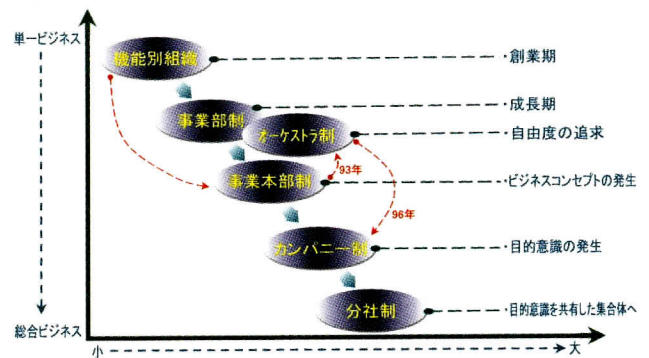 単一ビジネス
機能別組織
創業期
事業部制
成長期
オーケストラ制
自由度の追求
93年
事業本部制
ビジネスコンセプトの発生
96年
カンパニー制
目的意識の発生
分社制
目的意識を共有した集合体へ
総合ビジネス
小
大